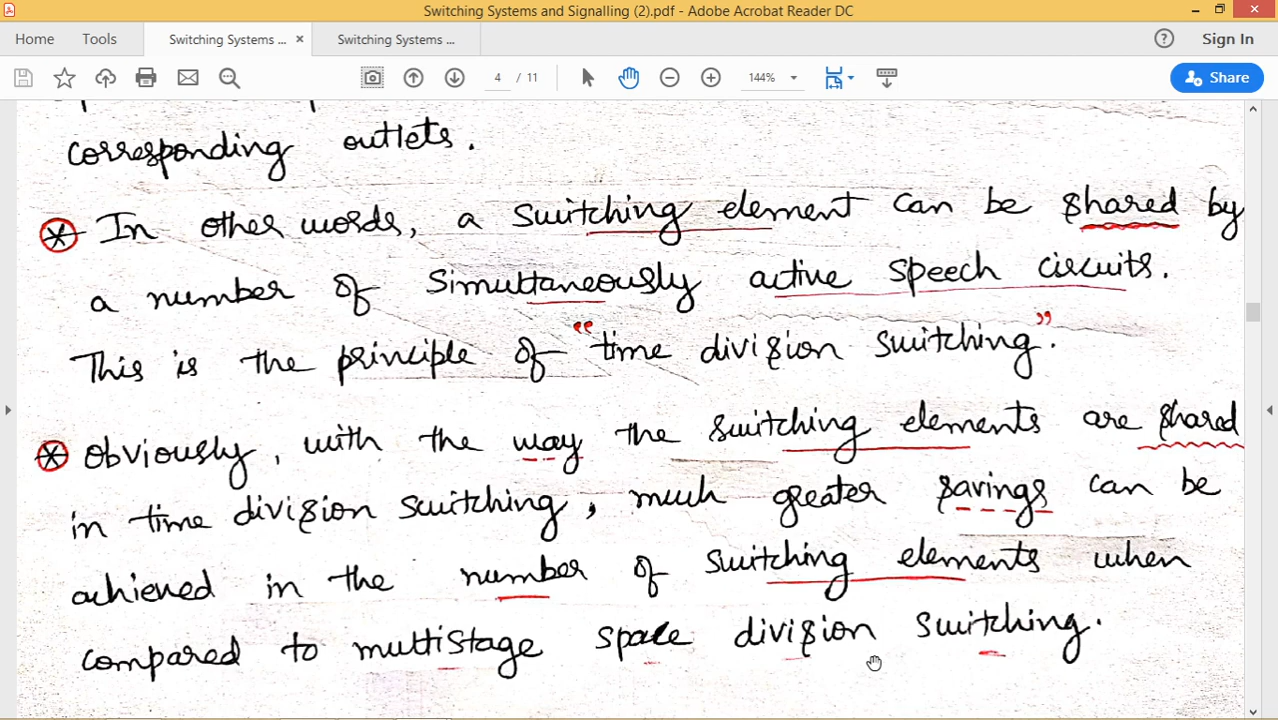 Switching Systems and Signalling (2).pdf - Adobe Acrobat Reader DC
Home Tools Switching Systems ... × Switching Systems ... Sign In
4 / 11 144% Share
corresponding outlets.
* In other words, a switching element can be shared by
a number of simultaneously active speech circuits.
This is the principle of "time division switching".
* Obviously, with the way the switching elements are shared
in time division switching, much greater savings can be
achieved in the number of switching elements when
compared to multistage space division switching.